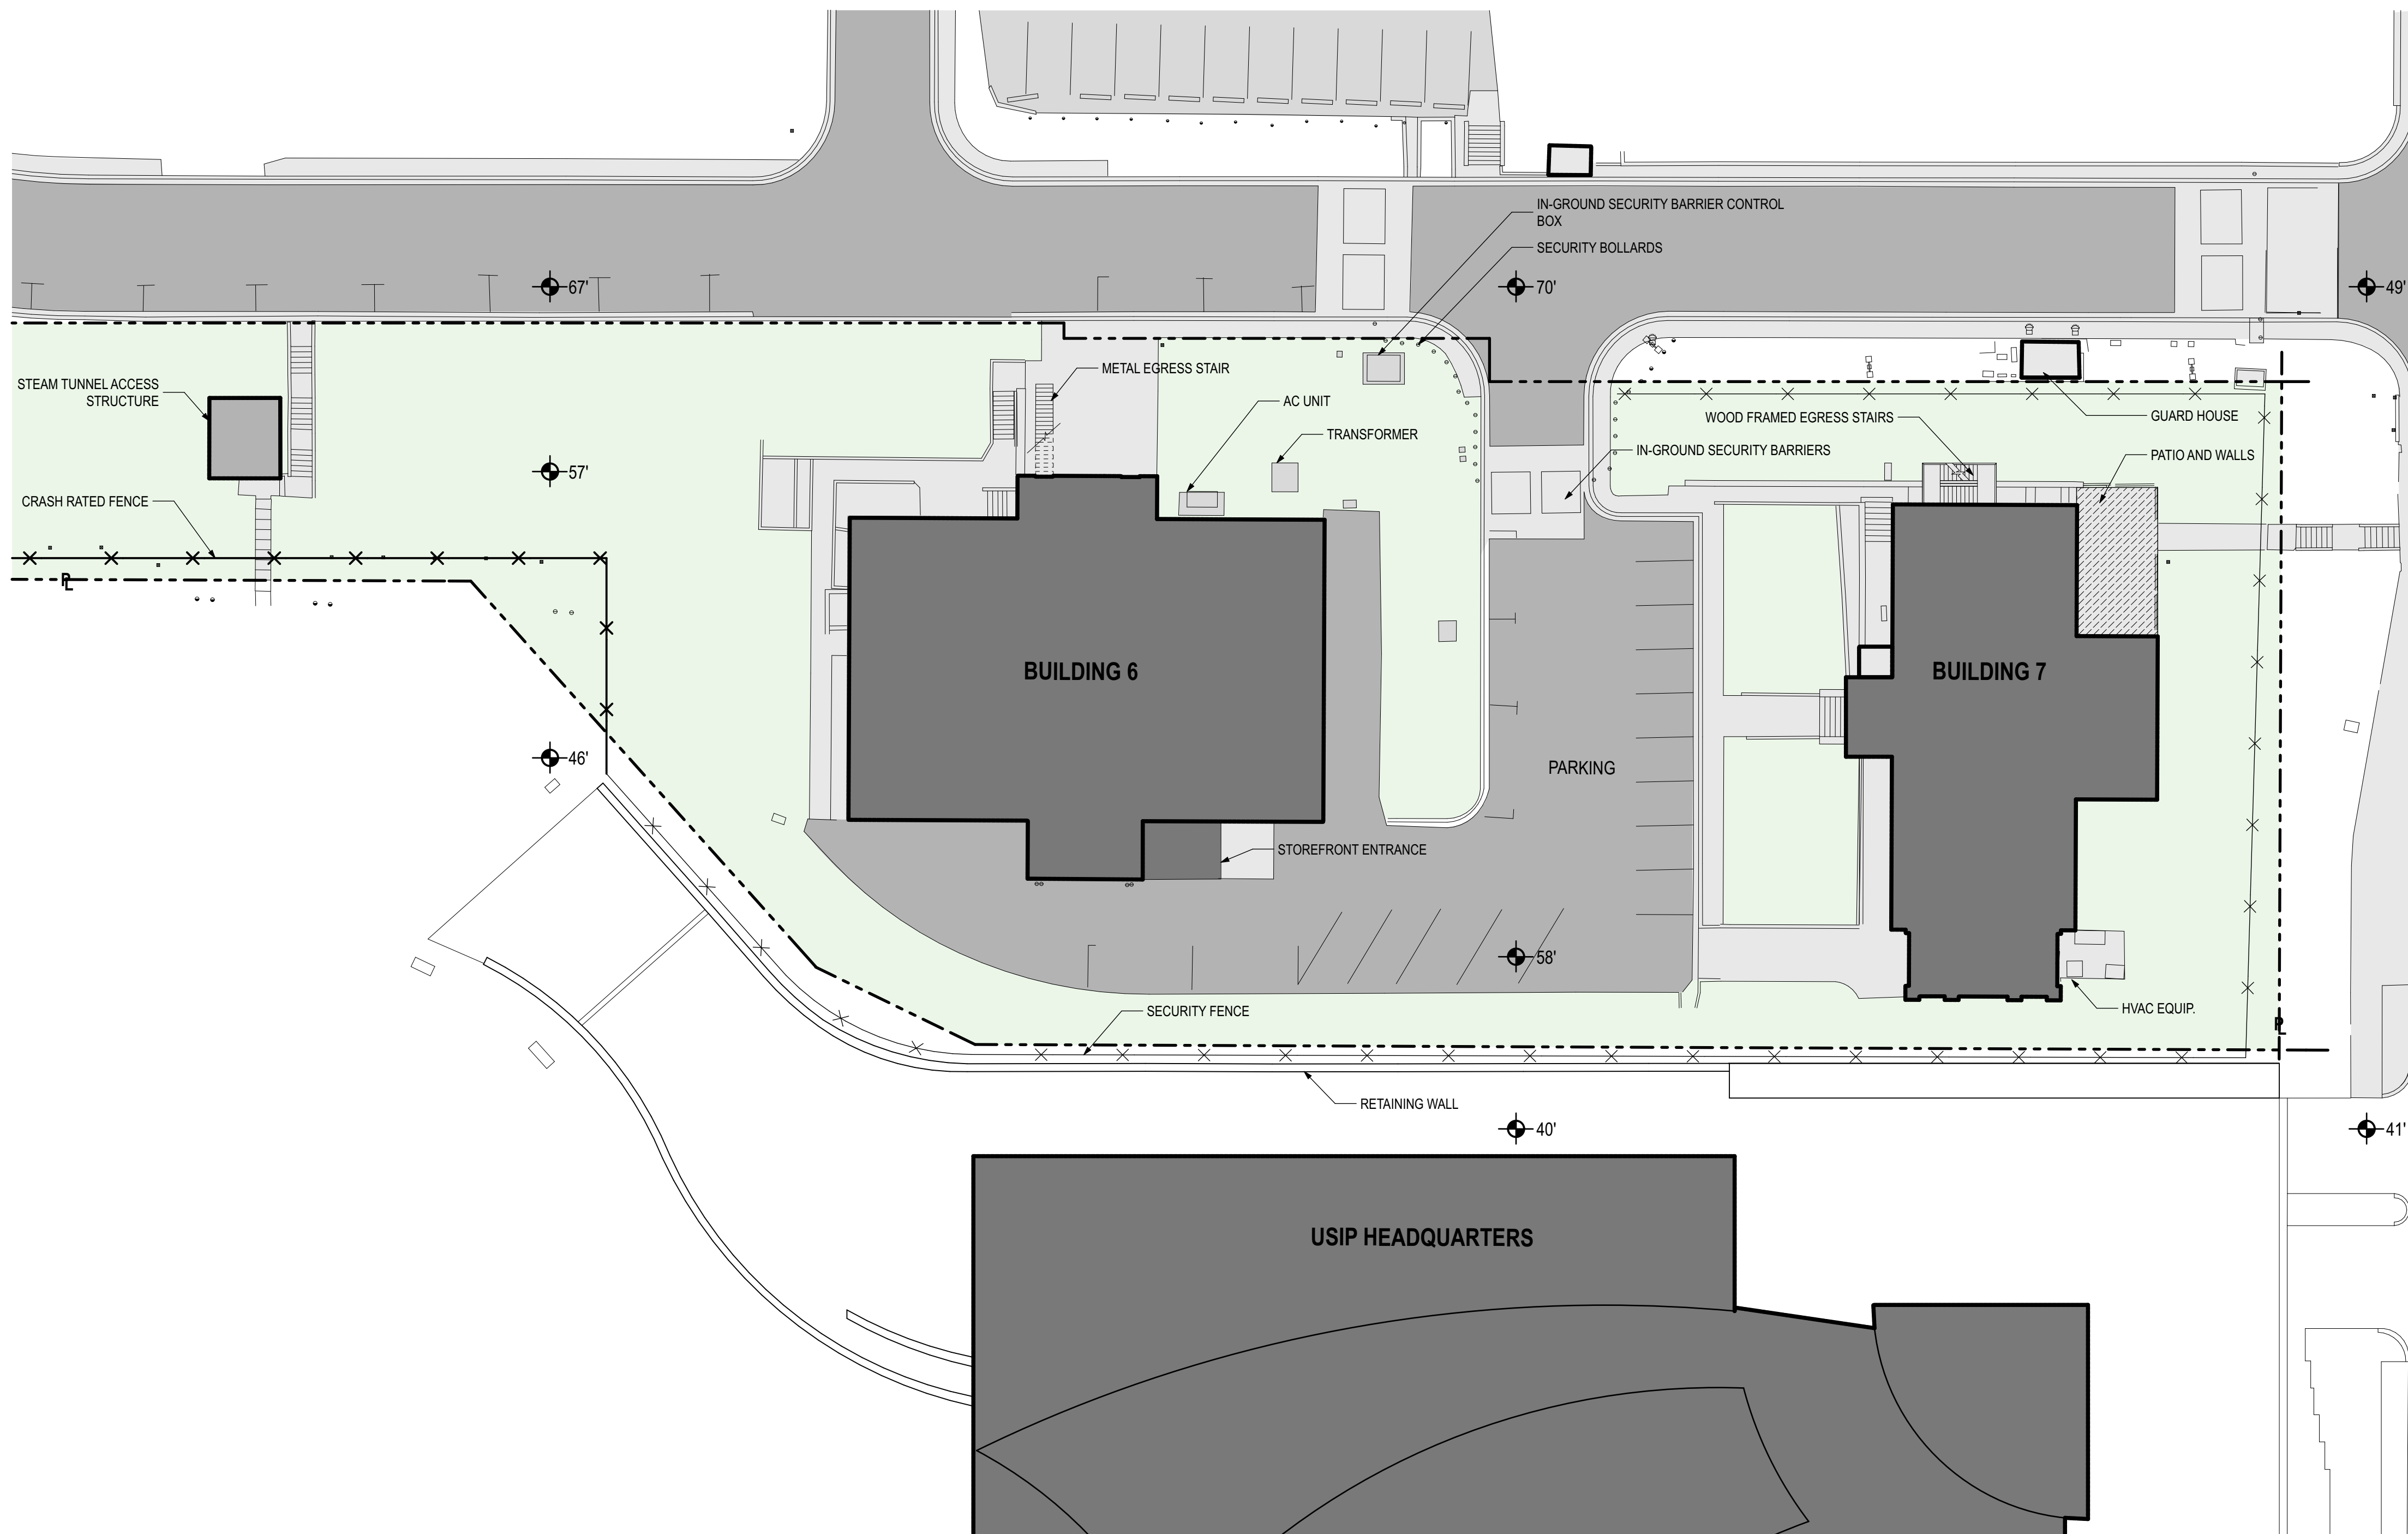 IN-GROUND SECURITY BARRIER CONTROL
BOX
SECURITY BOLLARDS
67'
70'
49'
STEAM TUNNEL ACCESS
STRUCTURE
METAL EGRESS STAIR
AC UNIT
TRANSFORMER
WOOD FRAMED EGRESS STAIRS
GUARD HOUSE
IN-GROUND SECURITY BARRIERS
PATIO AND WALLS
57'
CRASH RATED FENCE
PL
BUILDING 6
BUILDING 7
46'
PARKING
STOREFRONT ENTRANCE
58'
SECURITY FENCE
HVAC EQUIP.
PL
RETAINING WALL
40'
41'
USIP HEADQUARTERS